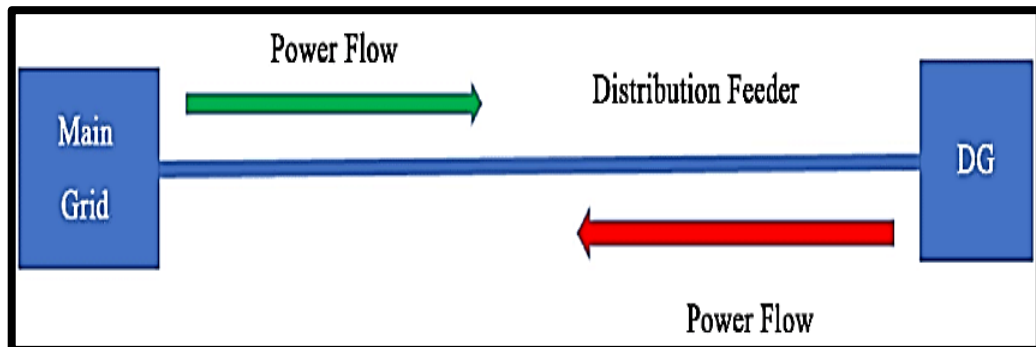 Power Flow
Distribution Feeder
Main
Grid
DG
Power Flow